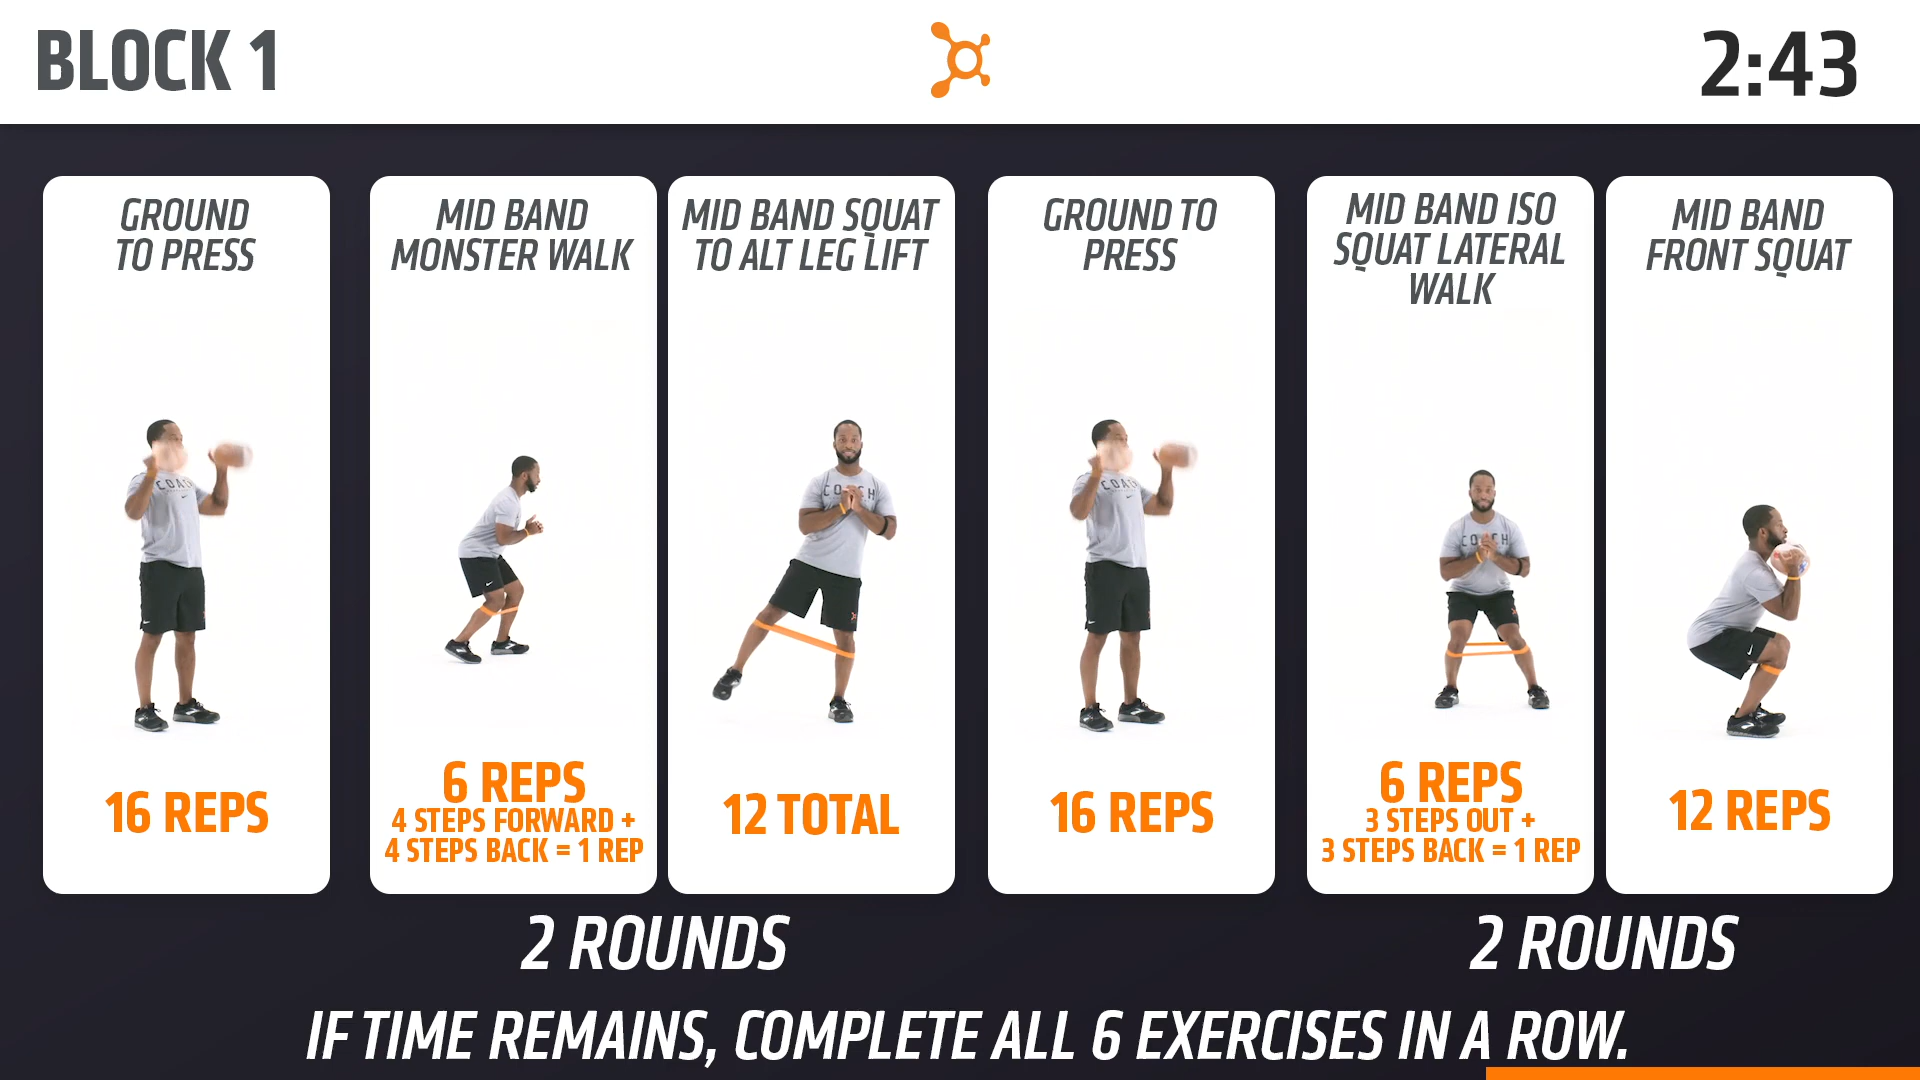 BLOCK 1
2:43
GROUND
TO PRESS
16 REPS
MID BAND
MONSTER WALK
6 REPS
4 STEPS FORWARD +
4 STEPS BACK = 1 REP
MID BAND SQUAT
TO ALT LEG LIFT
COACH
12 TOTAL
GROUND TO
PRESS
16 REPS
MID BAND ISO
SQUAT LATERAL
WALK
COACH
6 REPS
3 STEPS OUT +
3 STEPS BACK = 1 REP
MID BAND
FRONT SQUAT
12 REPS
2 ROUNDS
2 ROUNDS
IF TIME REMAINS, COMPLETE ALL 6 EXERCISES IN A ROW.